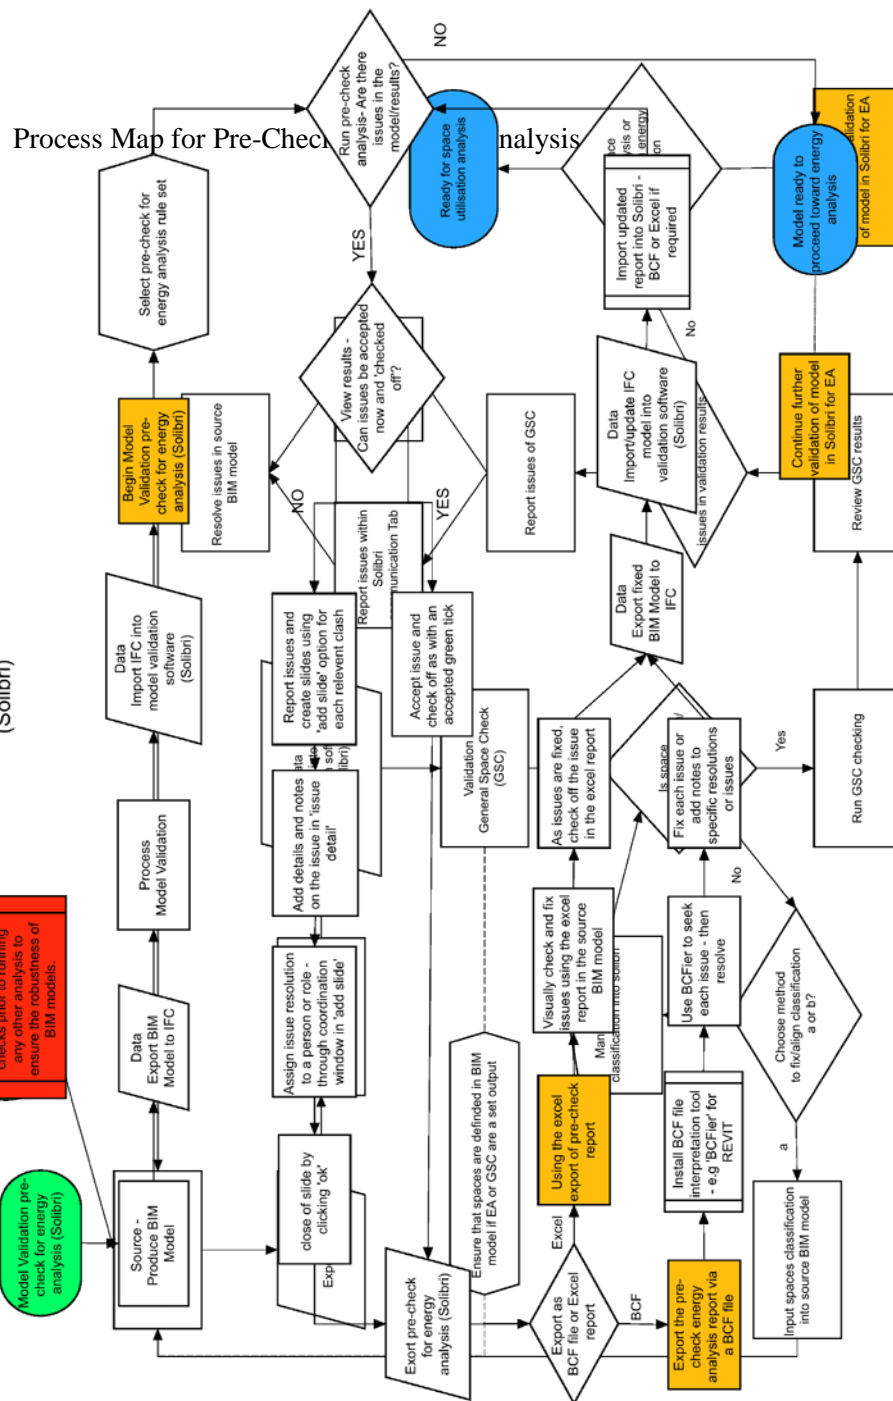 Process Map for Pre-Chec
nalysis
(Solibri)
checks prior to running
any other analysis to
ensure the robustness of
BIM models.
Model Validation pre-
check for energy
analysis (Solibri)
Source -
Produce BIM
Model
Data
Export BIM
Model to IFC
Process
Model Validation
Data
Import IFC into
model validation
software
(Solibri)
Begin Model
Validation pre-
check for energy
analysis (Solibri)
Resolve issues in source
BIM model
Select pre-check for
energy analysis rule set
Run pre-check
analysis- Are there
issues in the
model/results?
NO
YES
View results -
Can issues be accepted
now and 'checked
off'?
NO
YES
Report issues within
Solibri
munication Tab
Report issues and
create slides using
'add slide' option for
each relevent clash
Add details and notes
on the issue in 'issue
detail'
Assign issue resolution
to a person or role -
through coordination
window in 'add slide'
close of slide by
clicking 'ok'
Exp
Accept issue and
check off as with an
accepted green tick
Exort pre-check
for energy
analysis (Solibri)
Validation
General Space Check
(GSC)
Ensure that spaces are definded in BIM
model if EA or GSC are a set output
Export as
BCF file or Excel
report
Excel
BCF
Using the excel
export of pre-check
report
Visually check and fix
issues using the excel
report in the source
BIM model
Man
classification into solibri
As issues are fixed,
check off the issue
in the excel report
Export the pre-
check energy
analysis report via
a BCF file
Install BCF file
interpretation tool
- e.g 'BCFier' for
REVIT
Use BCFier to seek
each issue - then
resolve
No
Is space
Fix each issue or
add notes to
specific resolutions
or issues
Yes
Choose method
to fix/align classification
a or b?
a
Input spaces classification
into source BIM model
Run GSC checking
Review GSC results
Data
Export fixed
BIM Model to
IFC
Data
Import/update IFC
model into
validation software
(Solibri)
issues in validation results
No
Report issues of GSC
Import updated
report into Solibri -
BCF or Excel if
required
Ready for space
utilisation analysis
Model ready to
proceed toward energy
analysis
of model in Solibri for EA
Continue further
validation of model
in Solibri for EA